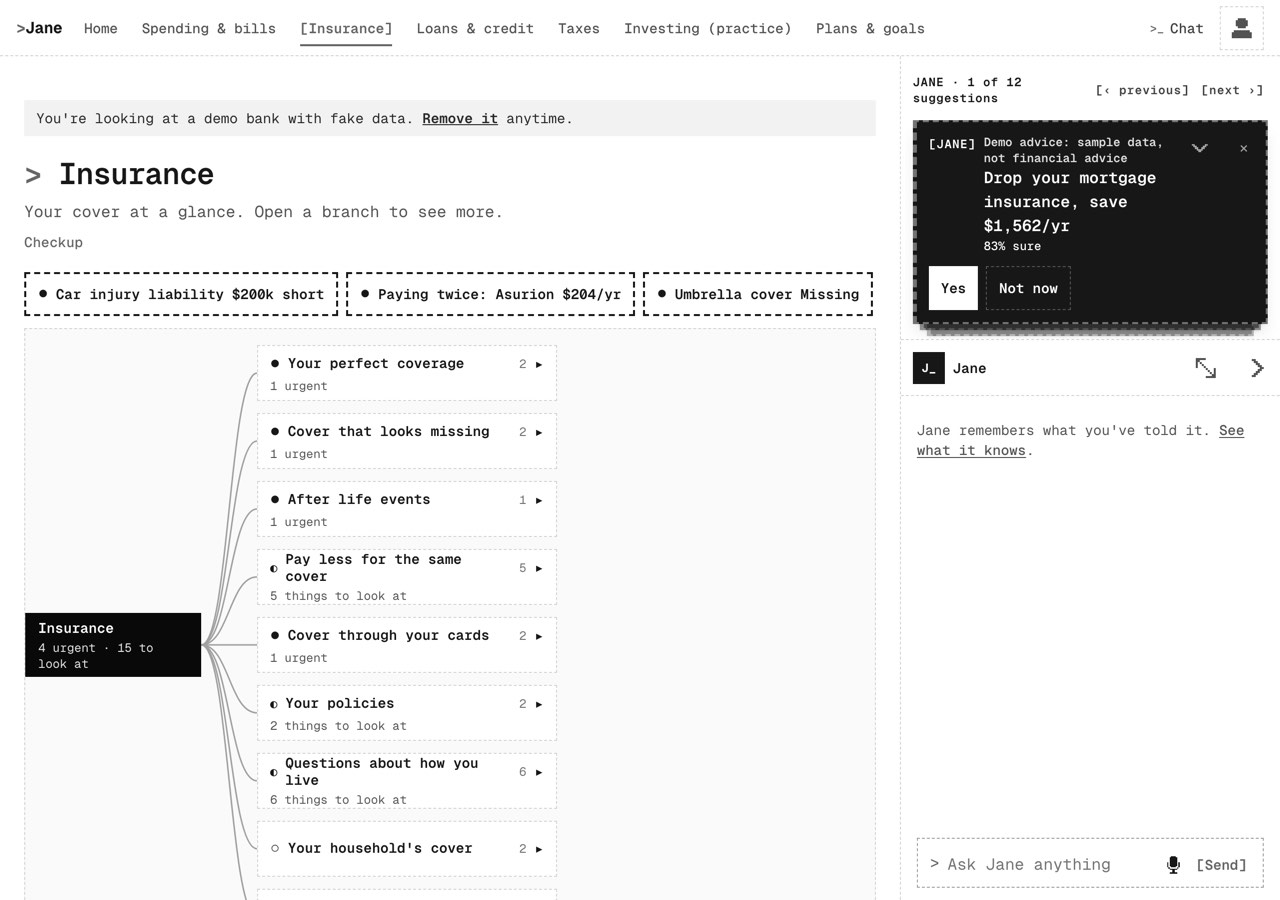 >Jane Home Spending & bills [Insurance] Loans & credit Taxes Investing (practice) Plans & goals >_ Chat
You're looking at a demo bank with fake data. Remove it anytime.
> Insurance
Your cover at a glance. Open a branch to see more.
Checkup
● Car injury liability $200k short
● Paying twice: Asurion $204/yr
● Umbrella cover Missing
Insurance
4 urgent · 15 to
look at
● Your perfect coverage 2 ▶
1 urgent
● Cover that looks missing 2 ▶
1 urgent
● After life events 1 ▶
1 urgent
◐ Pay less for the same
cover 5 ▶
5 things to look at
● Cover through your cards 2 ▶
1 urgent
◐ Your policies 2 ▶
2 things to look at
◐ Questions about how you
live 6 ▶
6 things to look at
○ Your household's cover 2 ▶
JANE · 1 of 12
suggestions
[‹ previous] [next ›]
[JANE] Demo advice: sample data,
not financial advice
Drop your mortgage
insurance, save
$1,562/yr
83% sure
Yes Not now
J_ Jane
Jane remembers what you've told it. See
what it knows.
> Ask Jane anything [Send]